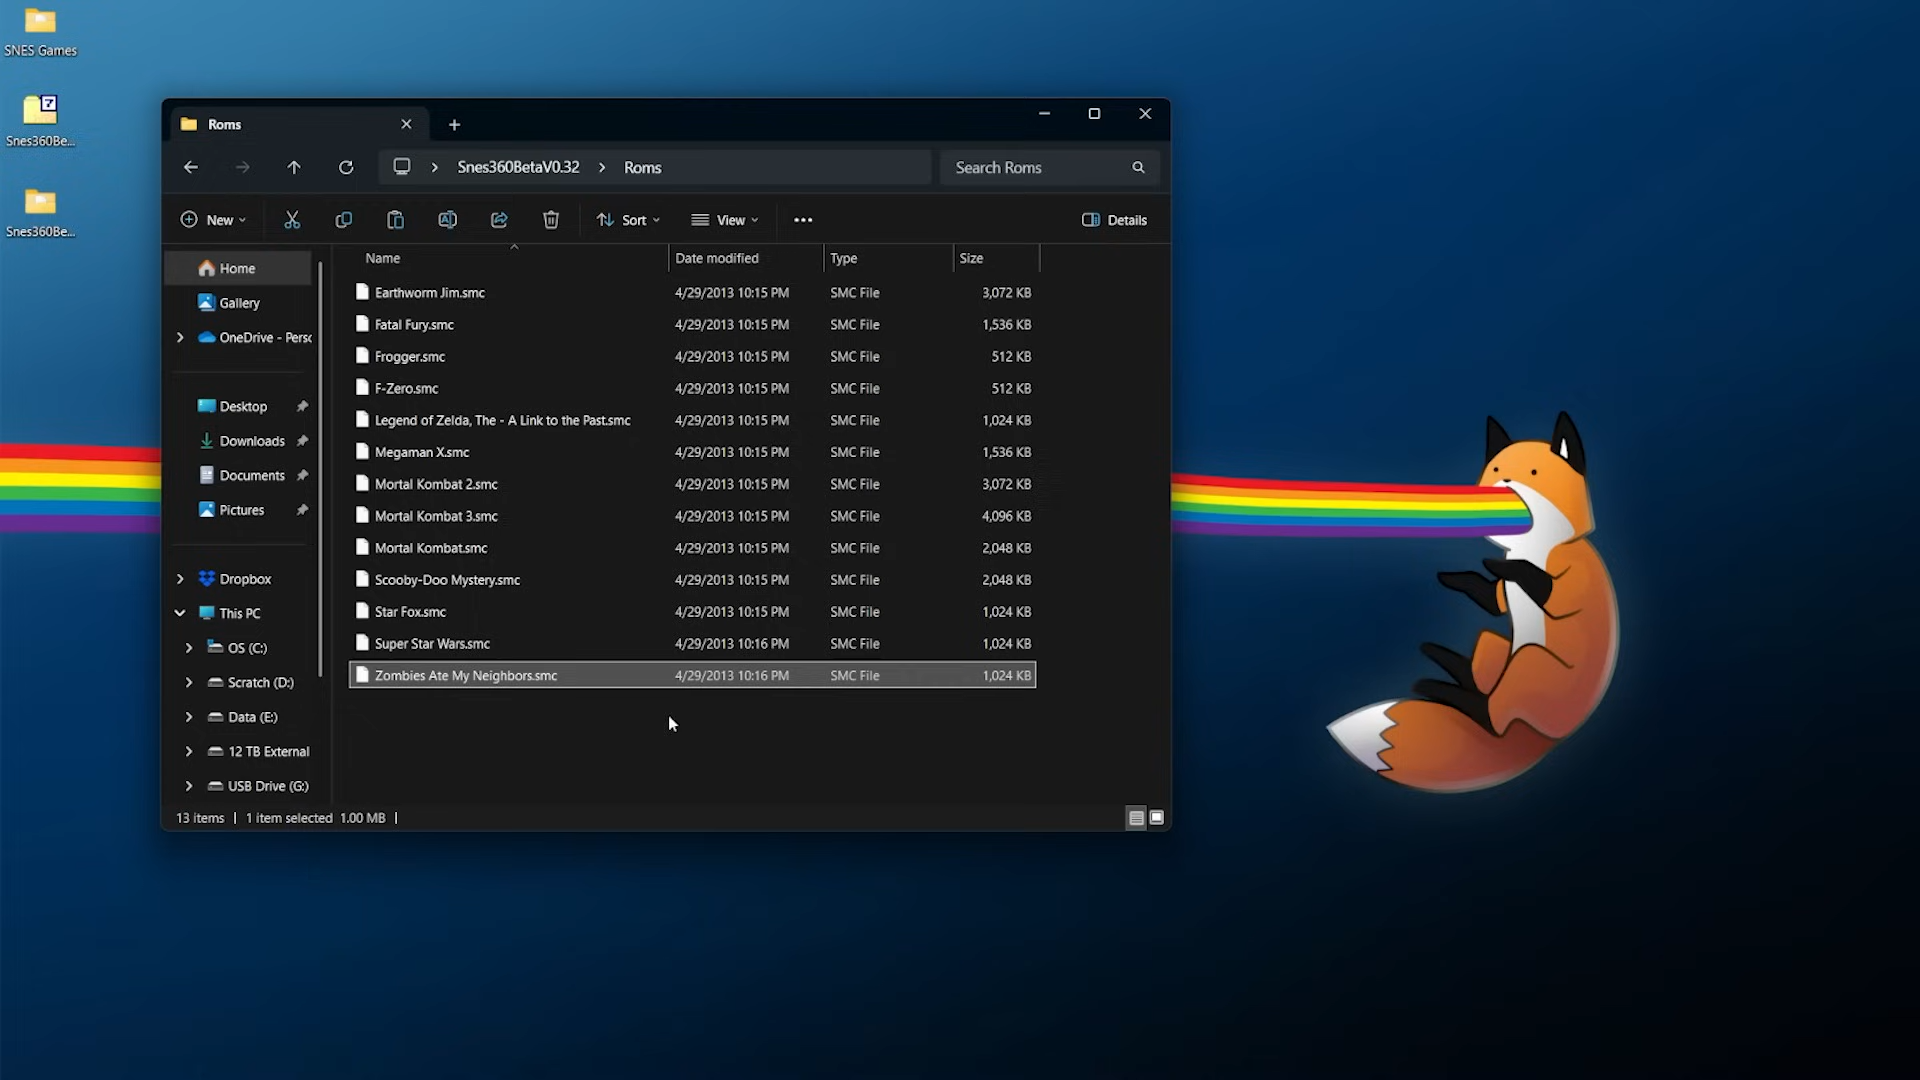 SNES Games
Snes360Be...
Snes360Be...
Roms
Snes360BetaV0.32
Roms
Search Roms
New
Sort
View
Details
Home
Gallery
OneDrive - Perso
Desktop
Downloads
Documents
Pictures
Dropbox
This PC
OS (C:)
Scratch (D:)
Data (E:)
12 TB External
USB Drive (G:)
Name Date modified Type Size
Earthworm Jim.smc 4/29/2013 10:15 PM SMC File 3,072 KB
Fatal Fury.smc 4/29/2013 10:15 PM SMC File 1,536 KB
Frogger.smc 4/29/2013 10:15 PM SMC File 512 KB
F-Zero.smc 4/29/2013 10:15 PM SMC File 512 KB
Legend of Zelda, The - A Link to the Past.smc 4/29/2013 10:15 PM SMC File 1,024 KB
Megaman X.smc 4/29/2013 10:15 PM SMC File 1,536 KB
Mortal Kombat 2.smc 4/29/2013 10:15 PM SMC File 3,072 KB
Mortal Kombat 3.smc 4/29/2013 10:15 PM SMC File 4,096 KB
Mortal Kombat.smc 4/29/2013 10:15 PM SMC File 2,048 KB
Scooby-Doo Mystery.smc 4/29/2013 10:15 PM SMC File 2,048 KB
Star Fox.smc 4/29/2013 10:15 PM SMC File 1,024 KB
Super Star Wars.smc 4/29/2013 10:16 PM SMC File 1,024 KB
Zombies Ate My Neighbors.smc 4/29/2013 10:16 PM SMC File 1,024 KB
13 items | 1 item selected 1.00 MB |